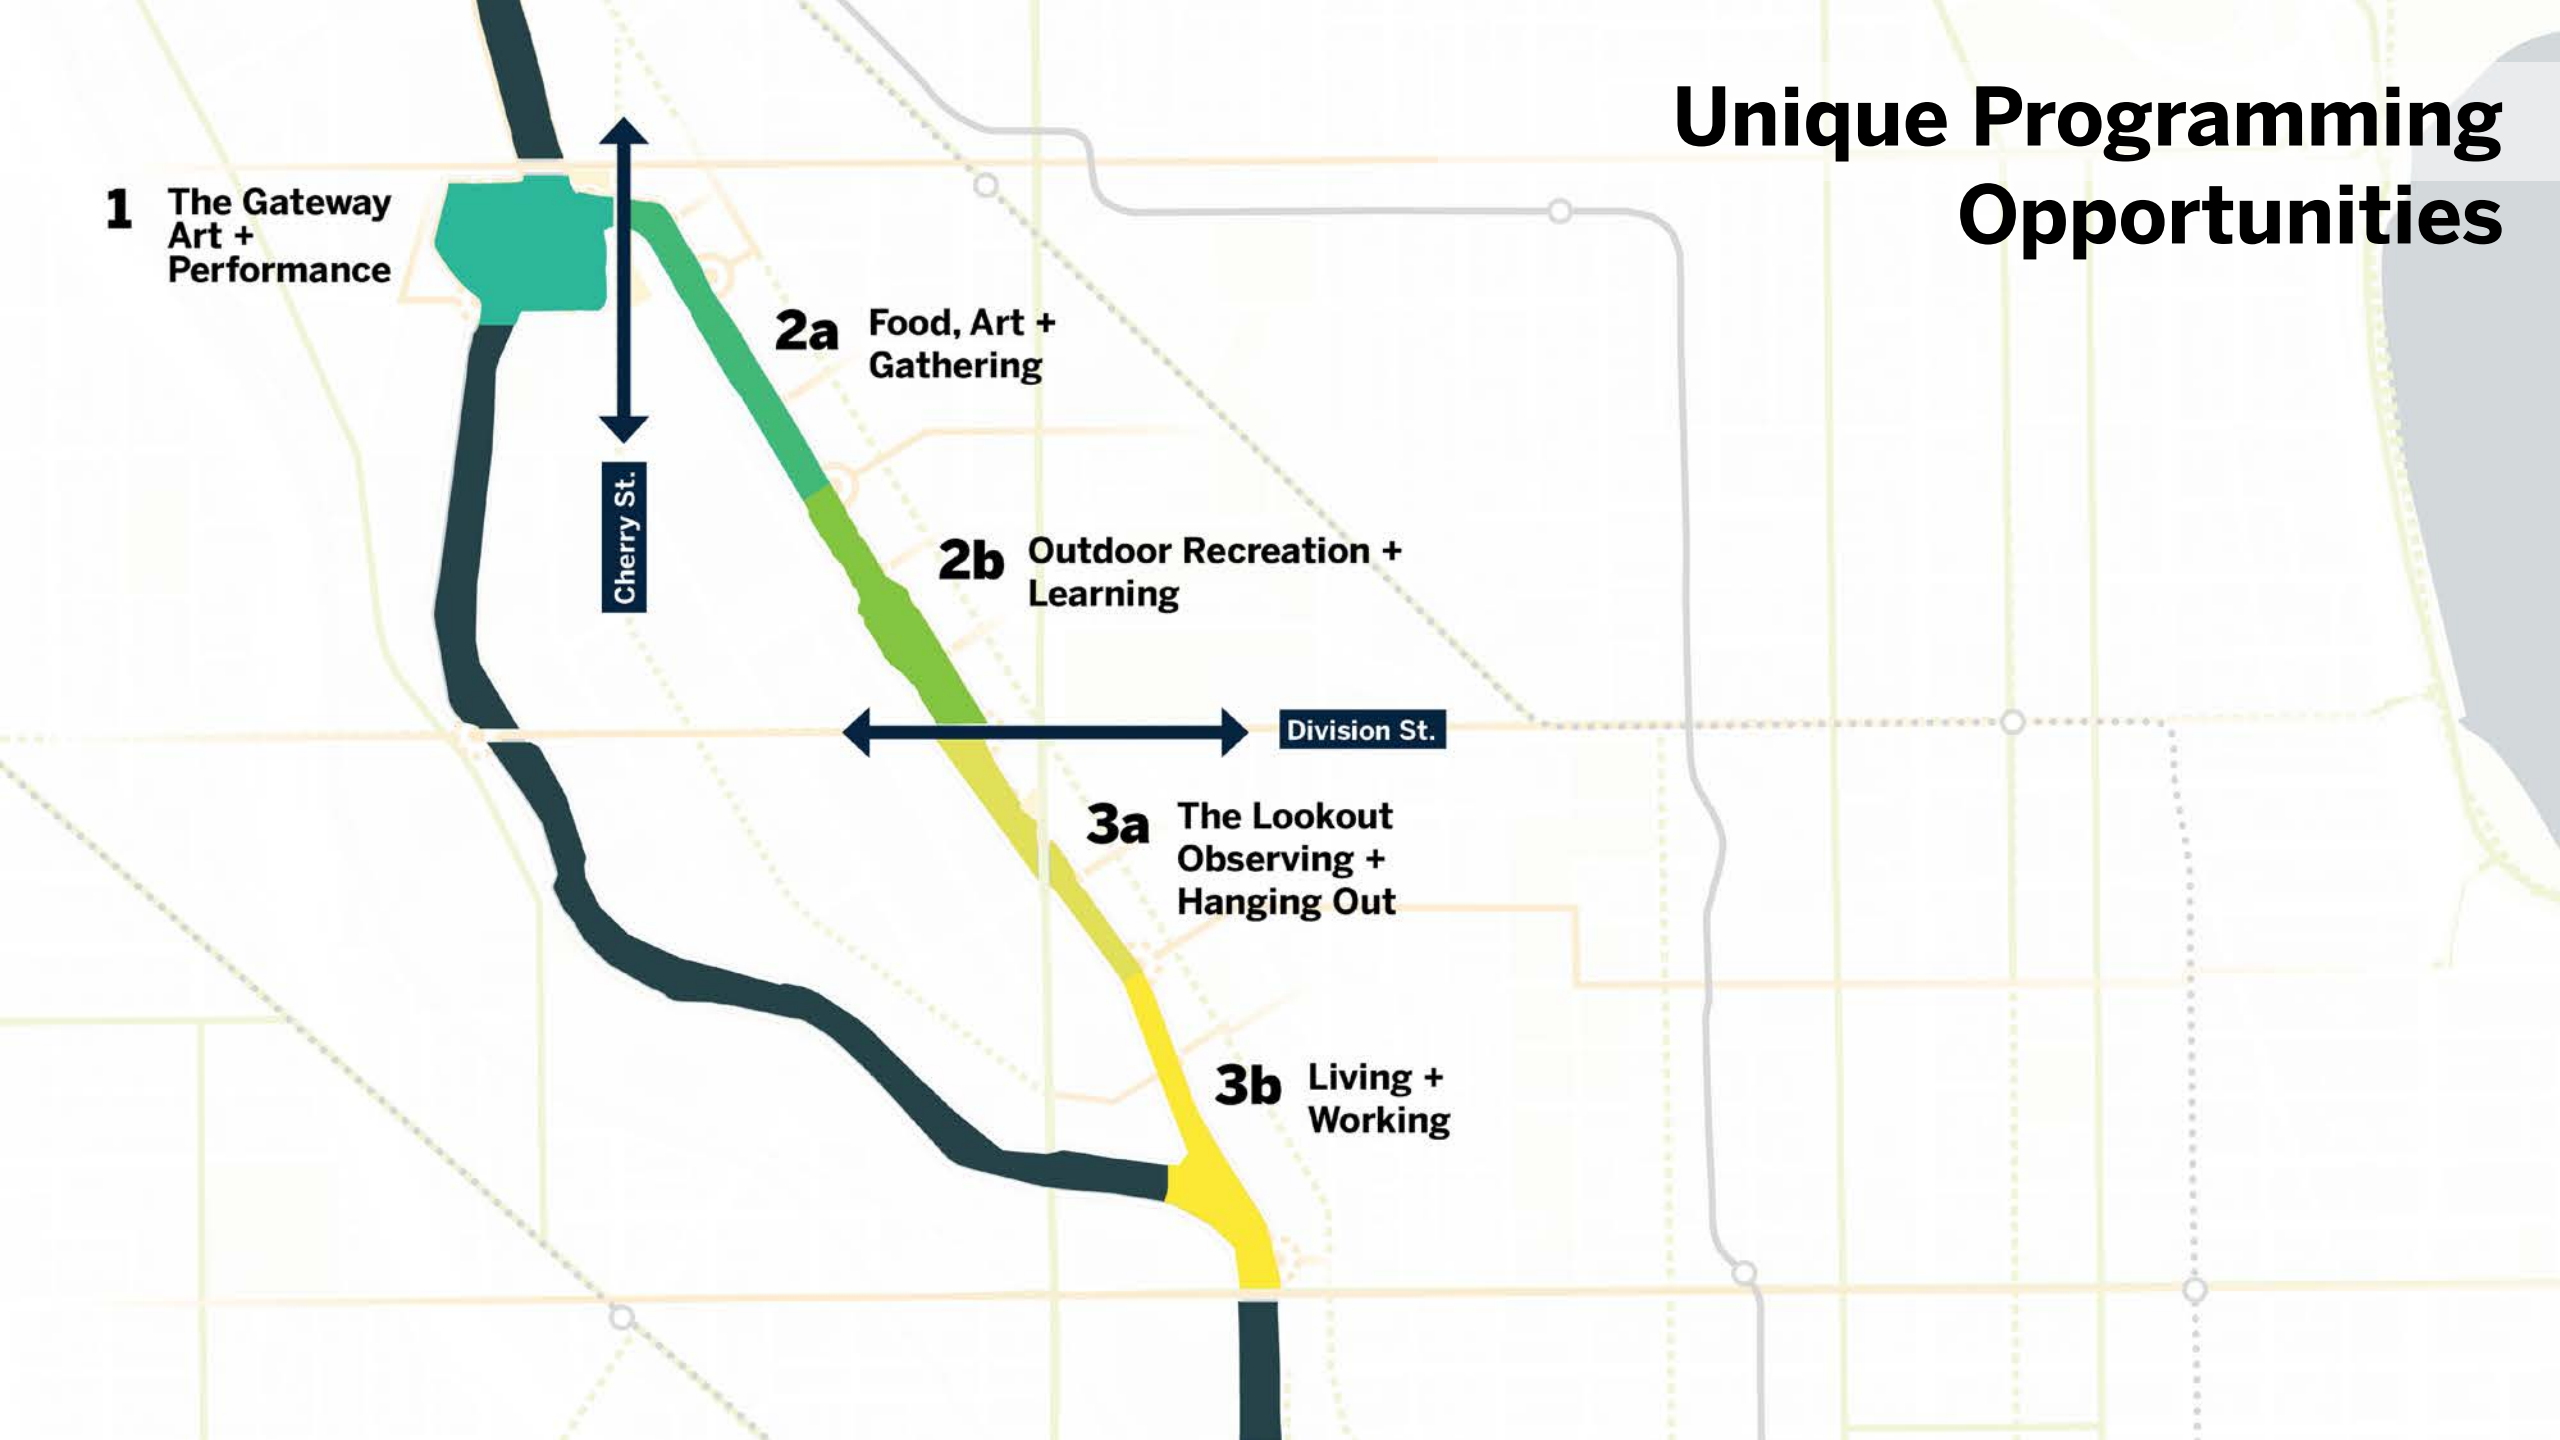 Unique Programming
Opportunities
1 The Gateway
Art +
Performance
2a Food, Art +
Gathering
Cherry St.
2b Outdoor Recreation +
Learning
Division St.
3a The Lookout
Observing +
Hanging Out
3b Living +
Working